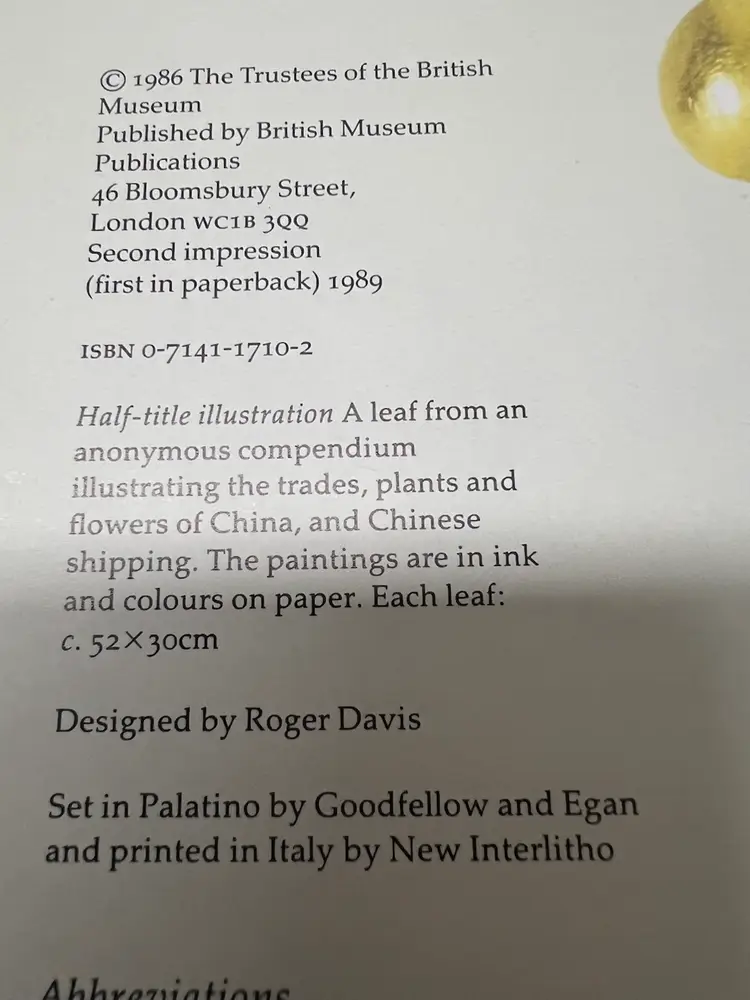 © 1986 The Trustees of the British
Museum
Published by British Museum
Publications
46 Bloomsbury Street,
London WC1B 3QQ
Second impression
(first in paperback) 1989
ISBN 0-7141-1710-2
Half-title illustration A leaf from an
anonymous compendium
illustrating the trades, plants and
flowers of China, and Chinese
shipping. The paintings are in ink
and colours on paper. Each leaf:
c. 52×30cm
Designed by Roger Davis
Set in Palatino by Goodfellow and Egan
and printed in Italy by New Interlitho
Abbreviations